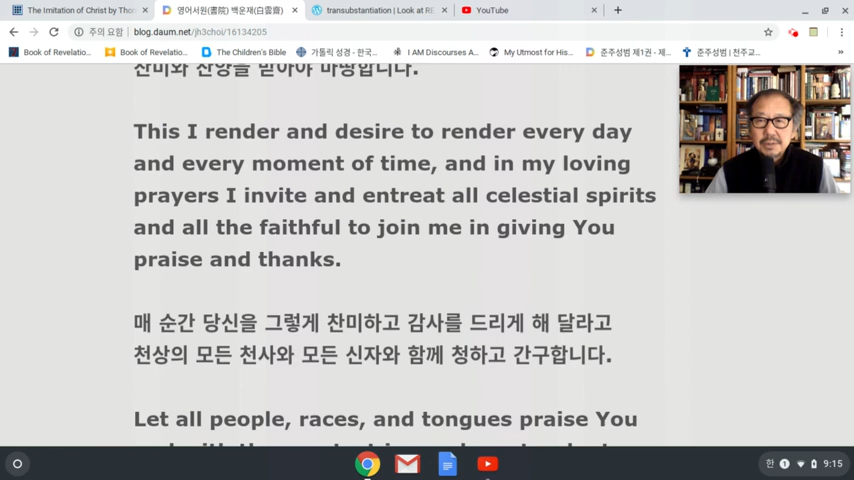 The Imitation of Christ by Thom
영어서원(書院) 백운재(白雲齋)
transubstantiation | Look at RE
YouTube
주의 요함
blog.daum.net/jh3choi/16134205
Book of Revelatio...
Book of Revelatio...
The Children's Bible
가톨릭 성경 - 한국...
I AM Discourses A...
My Utmost for His...
준주성범 제1권 - 제...
준주성범 | 천주교...
찬미와 찬양을 받아야 마땅합니다.
This I render and desire to render every day
and every moment of time, and in my loving
prayers I invite and entreat all celestial spirits
and all the faithful to join me in giving You
praise and thanks.
매 순간 당신을 그렇게 찬미하고 감사를 드리게 해 달라고
천상의 모든 천사와 모든 신자와 함께 청하고 간구합니다.
Let all people, races, and tongues praise You
한
9:15